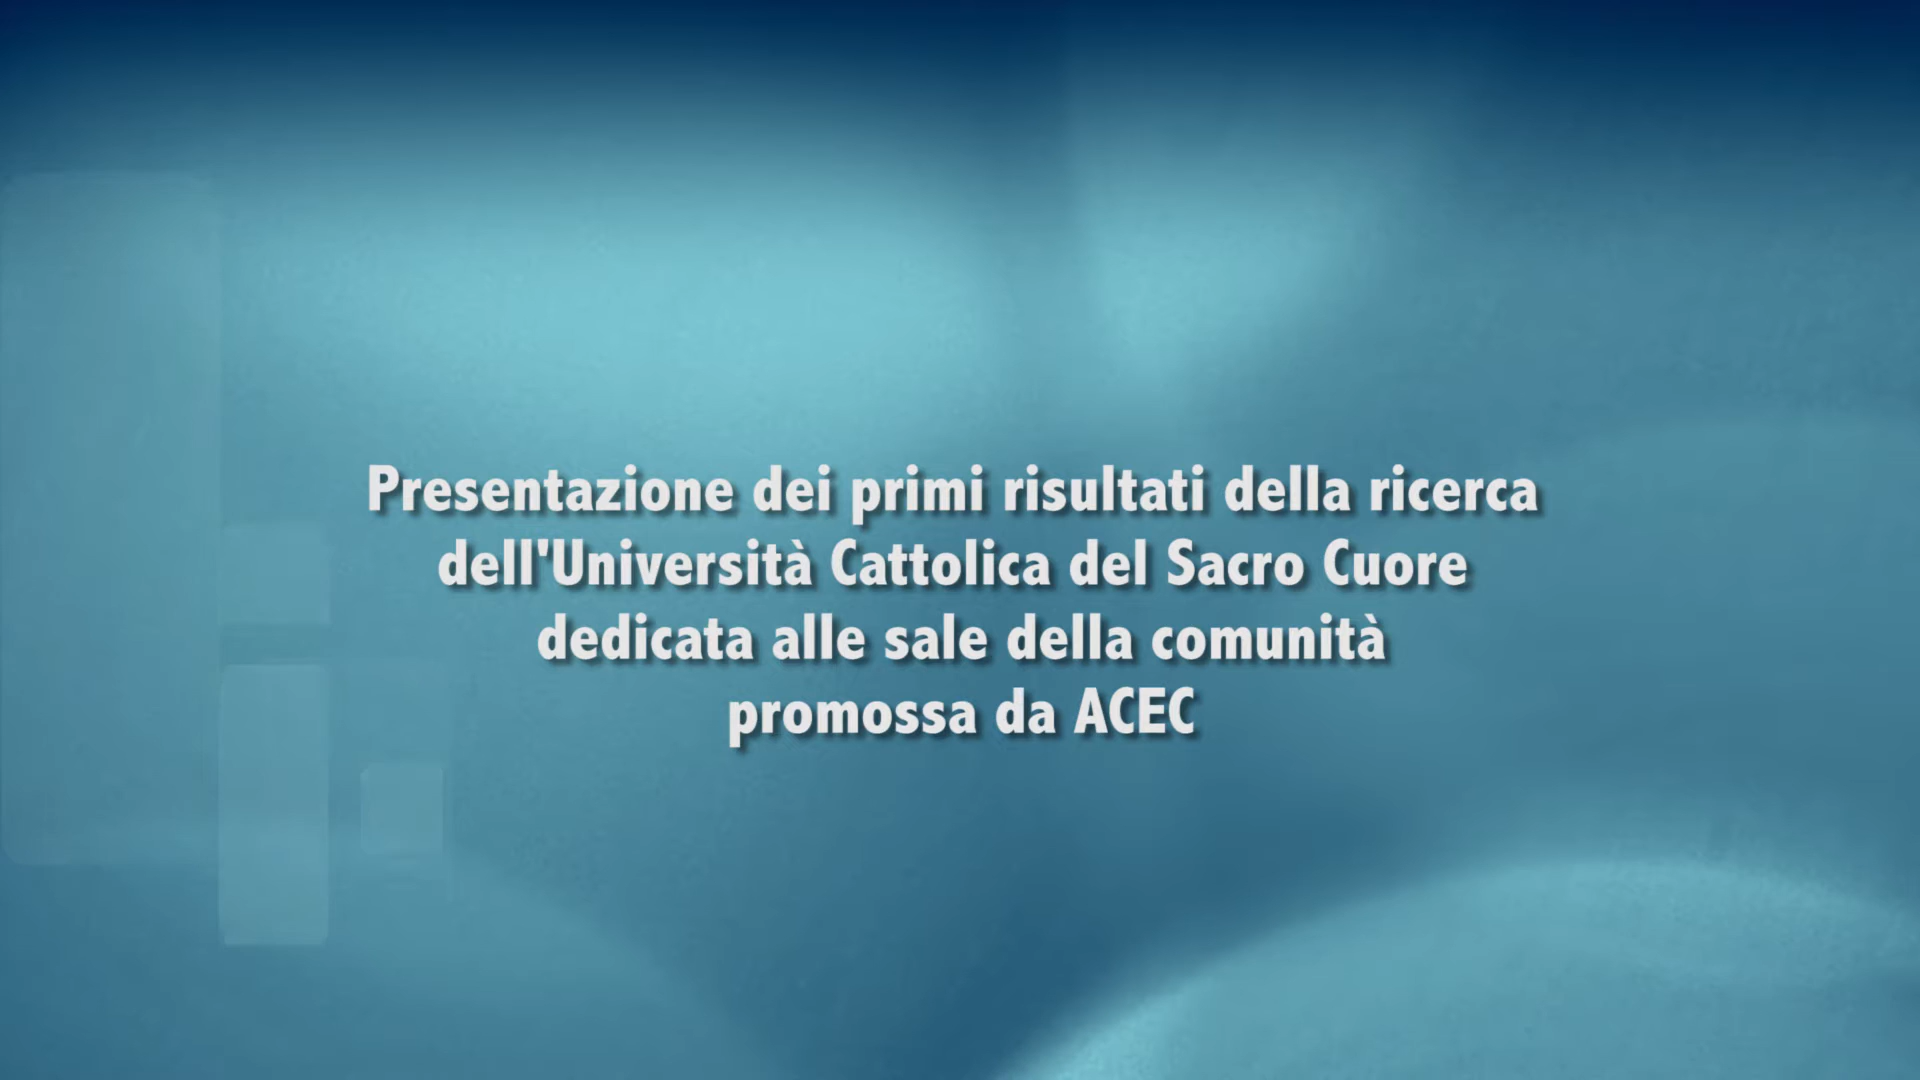 Presentazione dei primi risultati della ricerca
dell'Università Cattolica del Sacro Cuore
dedicata alle sale della comunità
promossa da ACEC